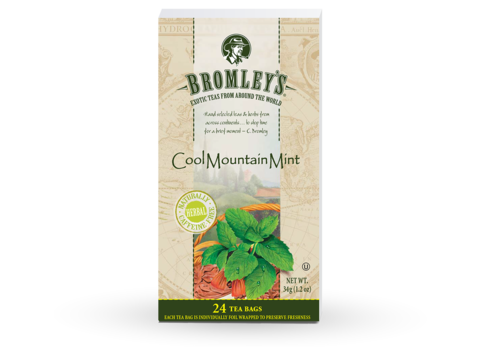 BROMLEY'S
EXOTIC TEAS FROM AROUND THE WORLD
Hand selected teas & herbs from
across continents... to stop time
for a brief moment – C. Bromley
Cool Mountain Mint
NATURALLY
HERBAL
CAFFEINE FREE
U
NET WT.
34g (1.2 oz)
24 TEA BAGS
EACH TEA BAG IS INDIVIDUALLY FOIL WRAPPED TO PRESERVE FRESHNESS